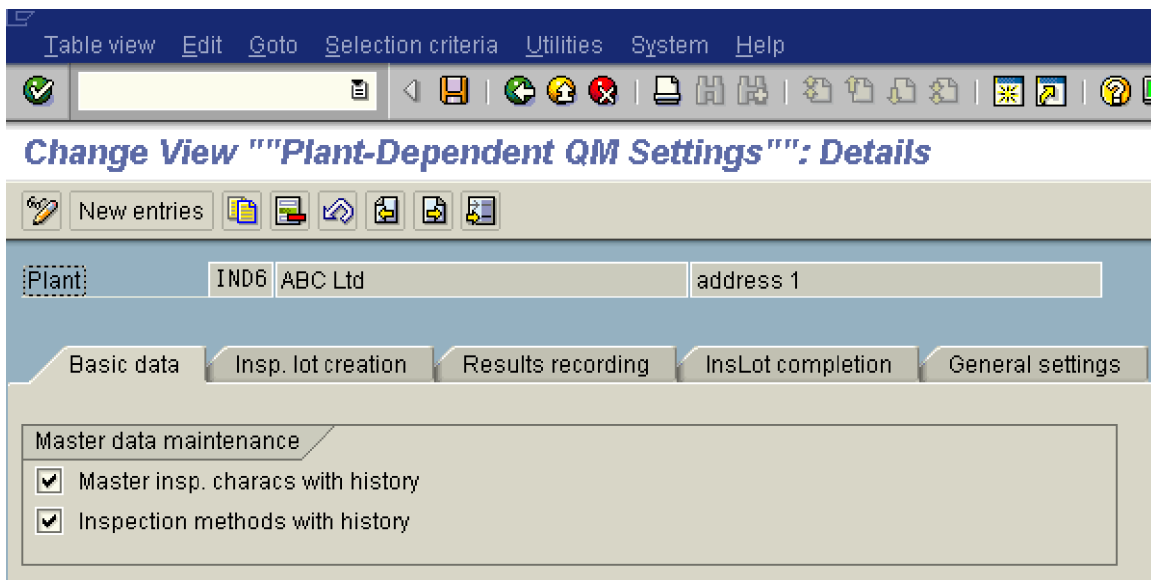 Table view Edit Goto Selection criteria Utilities System Help
Change View ""Plant-Dependent QM Settings"": Details
New entries
Plant IND6 ABC Ltd address 1
Basic data Insp. lot creation Results recording InsLot completion General settings
Master data maintenance
Master insp. characs with history
Inspection methods with history